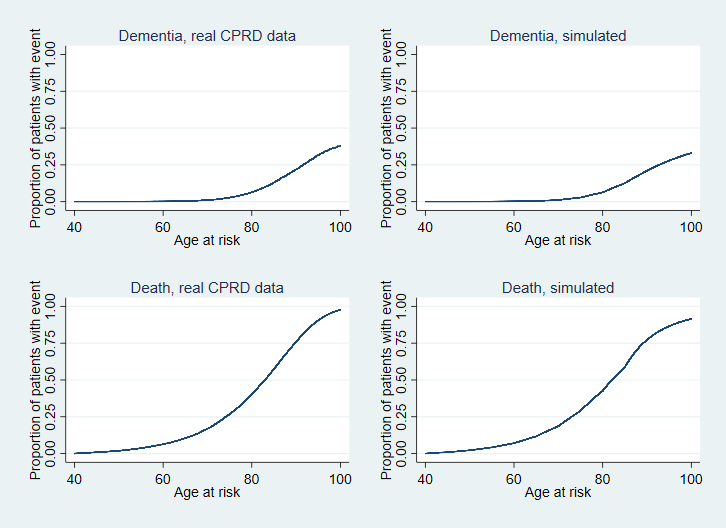 Dementia, real CPRD data
Proportion of patients with event
1.00
0.75
0.50
0.25
0.00
40 60 80 100
Age at risk
Dementia, simulated
Proportion of patients with event
1.00
0.75
0.50
0.25
0.00
40 60 80 100
Age at risk
Death, real CPRD data
Proportion of patients with event
1.00
0.75
0.50
0.25
0.00
40 60 80 100
Age at risk
Death, simulated
Proportion of patients with event
1.00
0.75
0.50
0.25
0.00
40 60 80 100
Age at risk